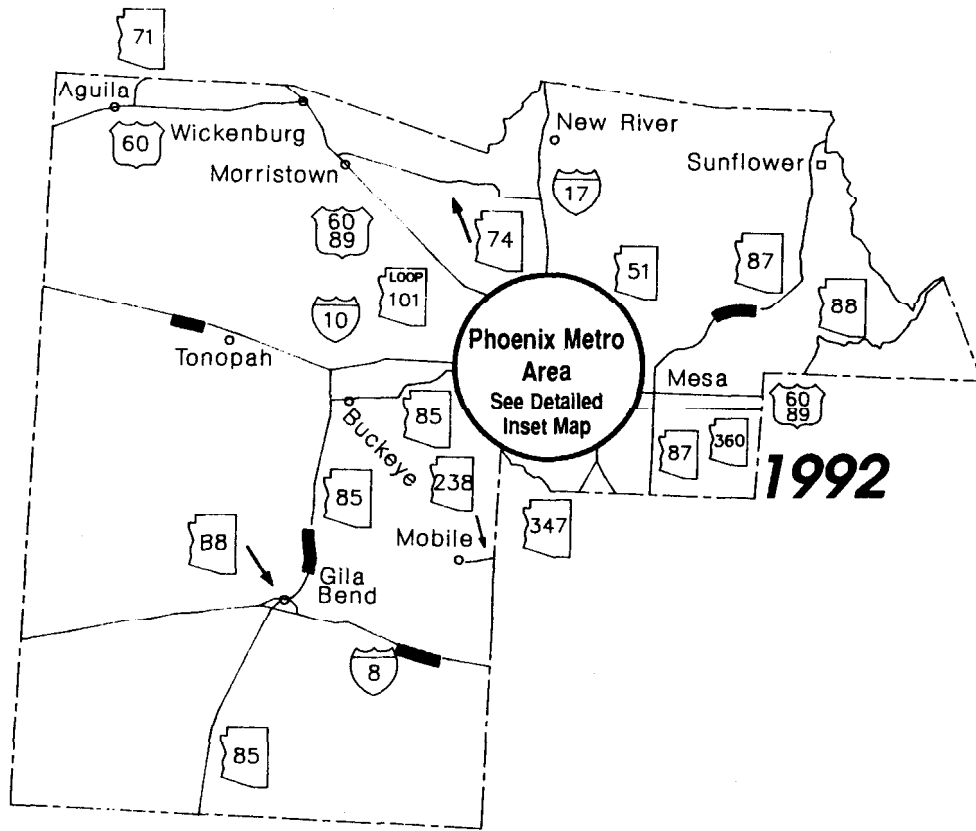 71
Aguila
60
Wickenburg
Morristown
New River
Sunflower
17
60
89
74
LOOP
101
10
51
87
88
Tonopah
Phoenix Metro
Area
See Detailed
Inset Map
Mesa
60
89
85
Buckeye
87
360
1992
238
85
347
B8
Mobile
Gila
Bend
8
85